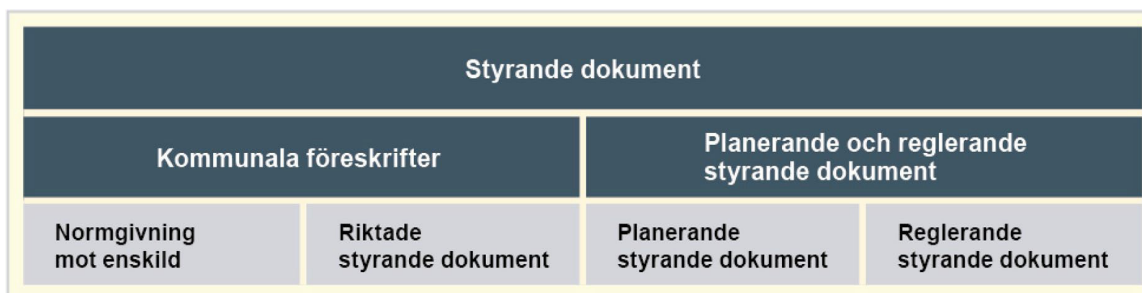 Styrande dokument
Kommunala föreskrifter
Planerande och reglerande
styrande dokument
Normgivning
mot enskild
Riktade
styrande dokument
Planerande
styrande dokument
Reglerande
styrande dokument